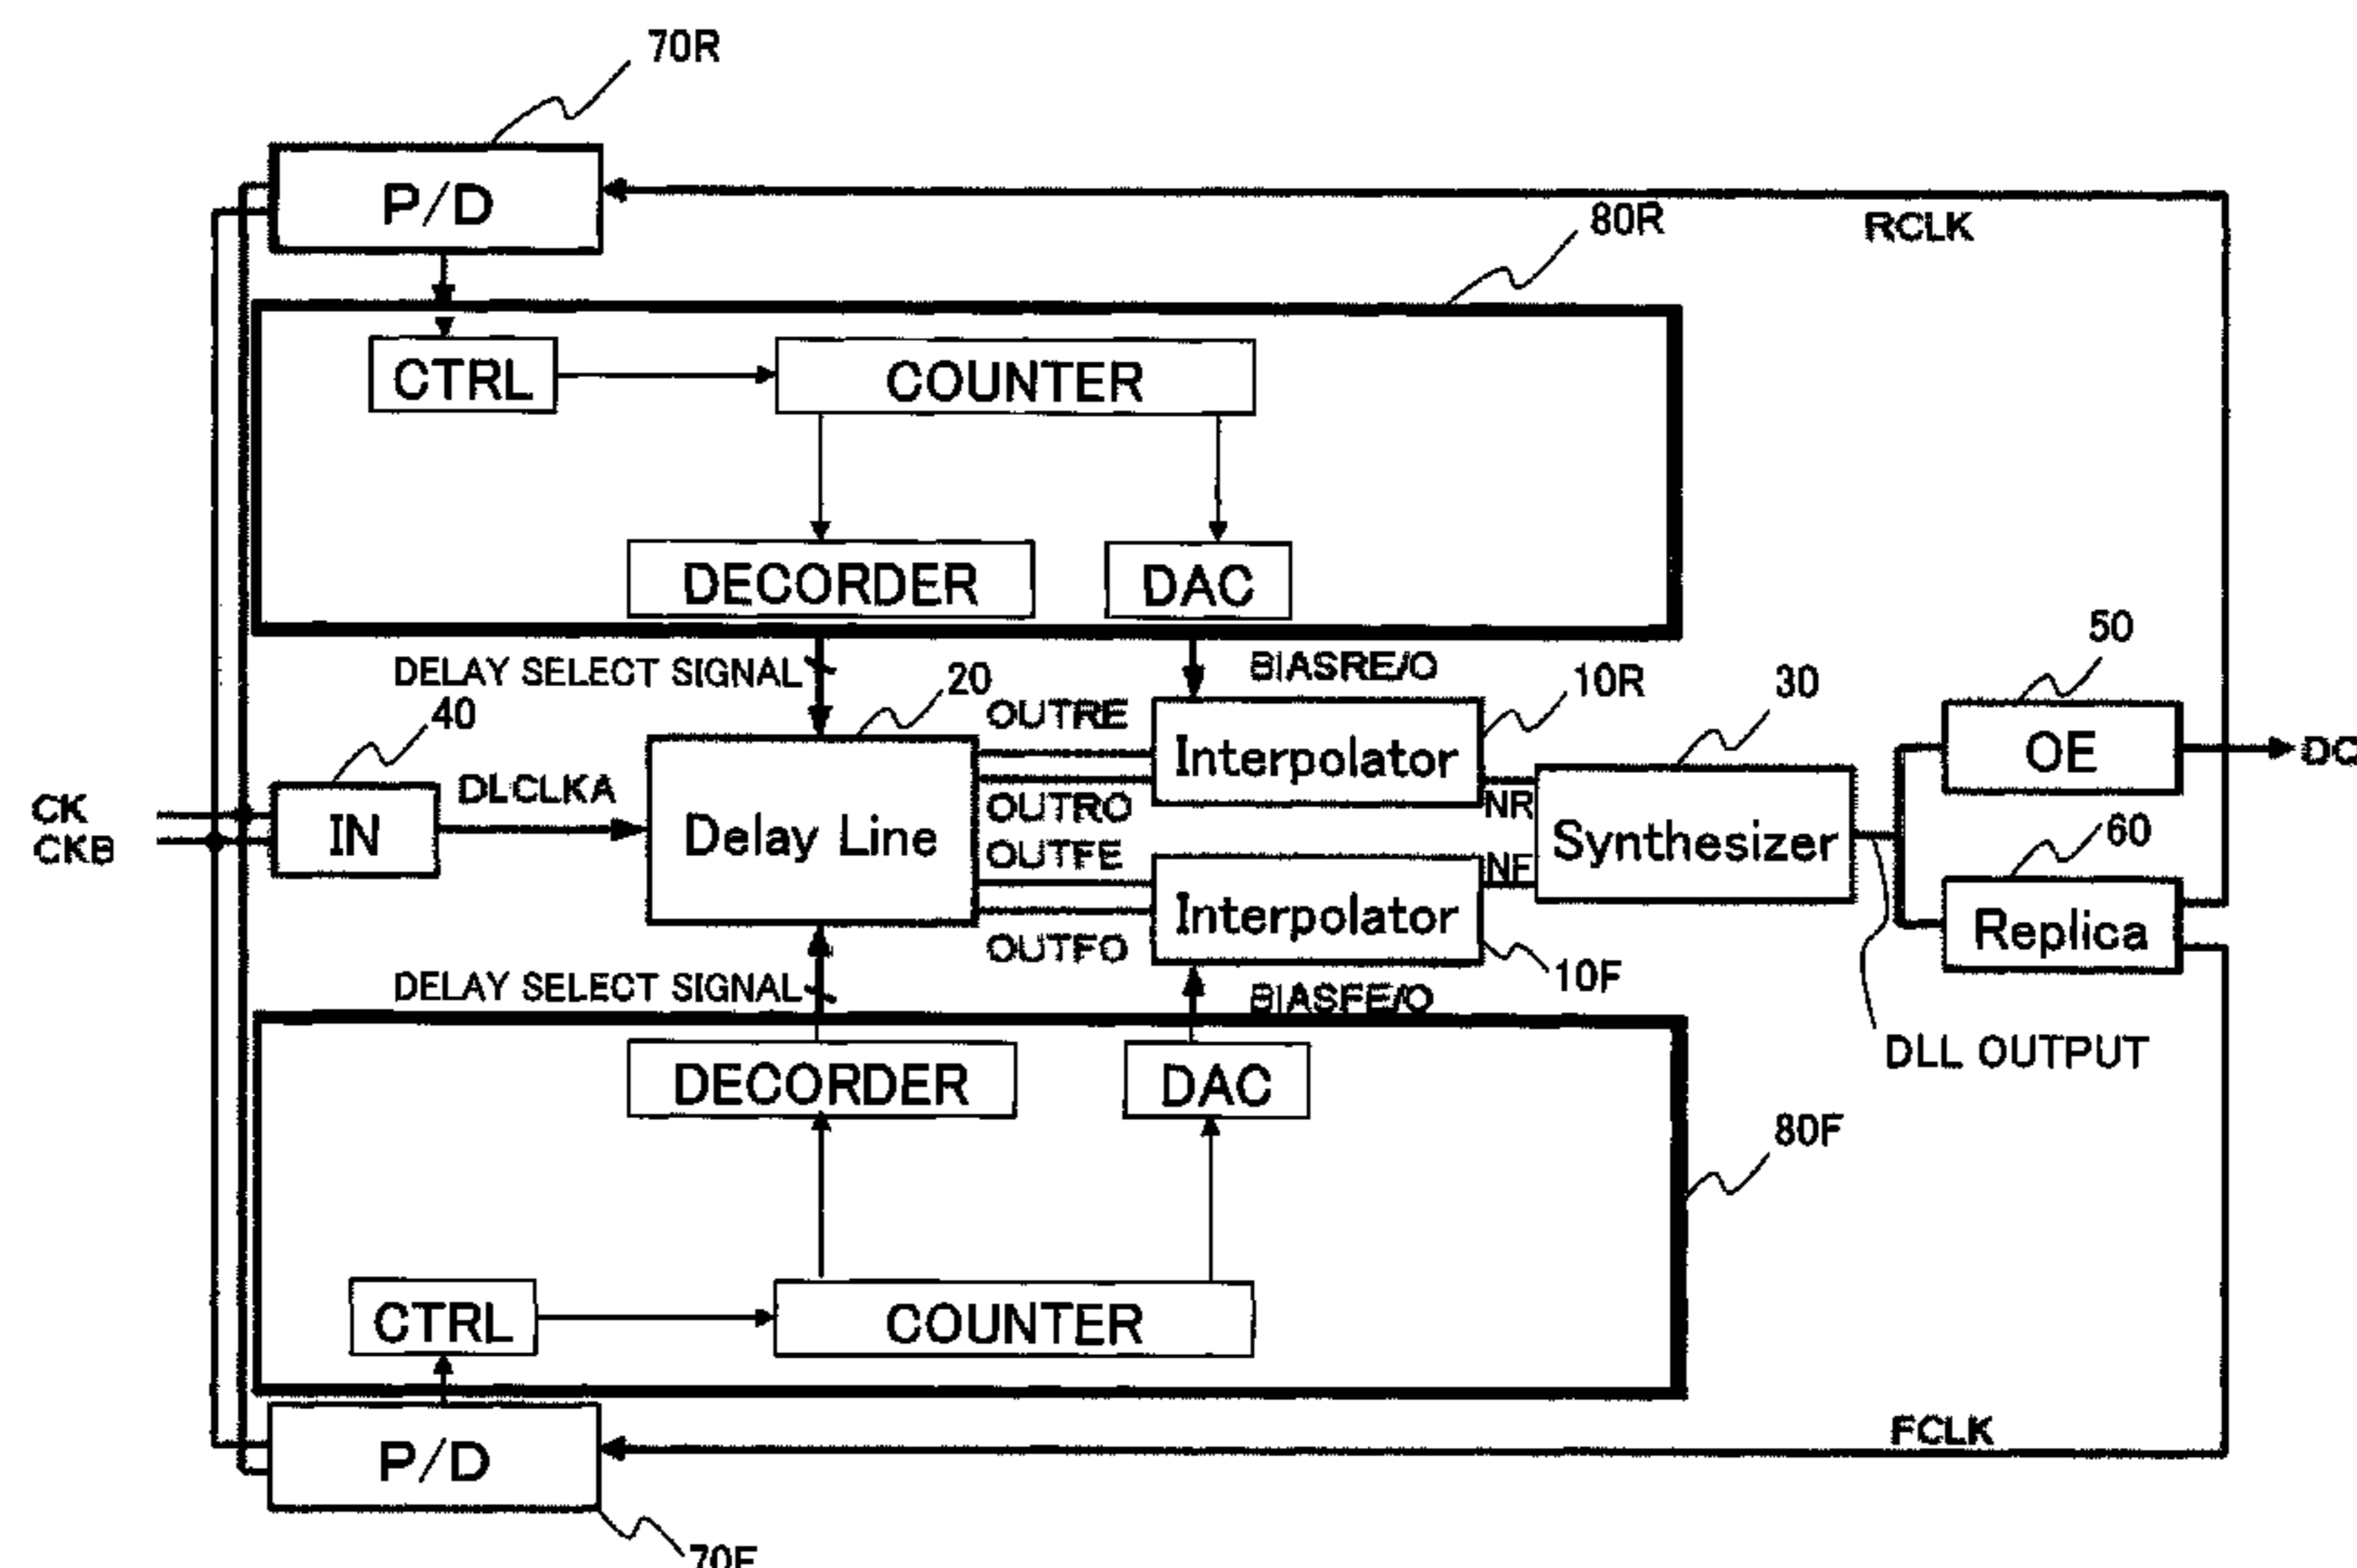 70R
P/D
RCLK
80R
CTRL
COUNTER
DECORDER
DAC
DELAY SELECT SIGNAL
BIASRE/O
20
OUTRE
10R
30
50
40
Interpolator
OE
CK
CKB
IN
DLCLKA
Delay Line
OUTRO
NR
Synthesizer
60
OUTFE
NF
Interpolator
Replica
OUTFO
10F
DELAY SELECT SIGNAL
BIASFE/O
DLL OUTPUT
DECORDER
DAC
80F
CTRL
COUNTER
FCLK
P/D